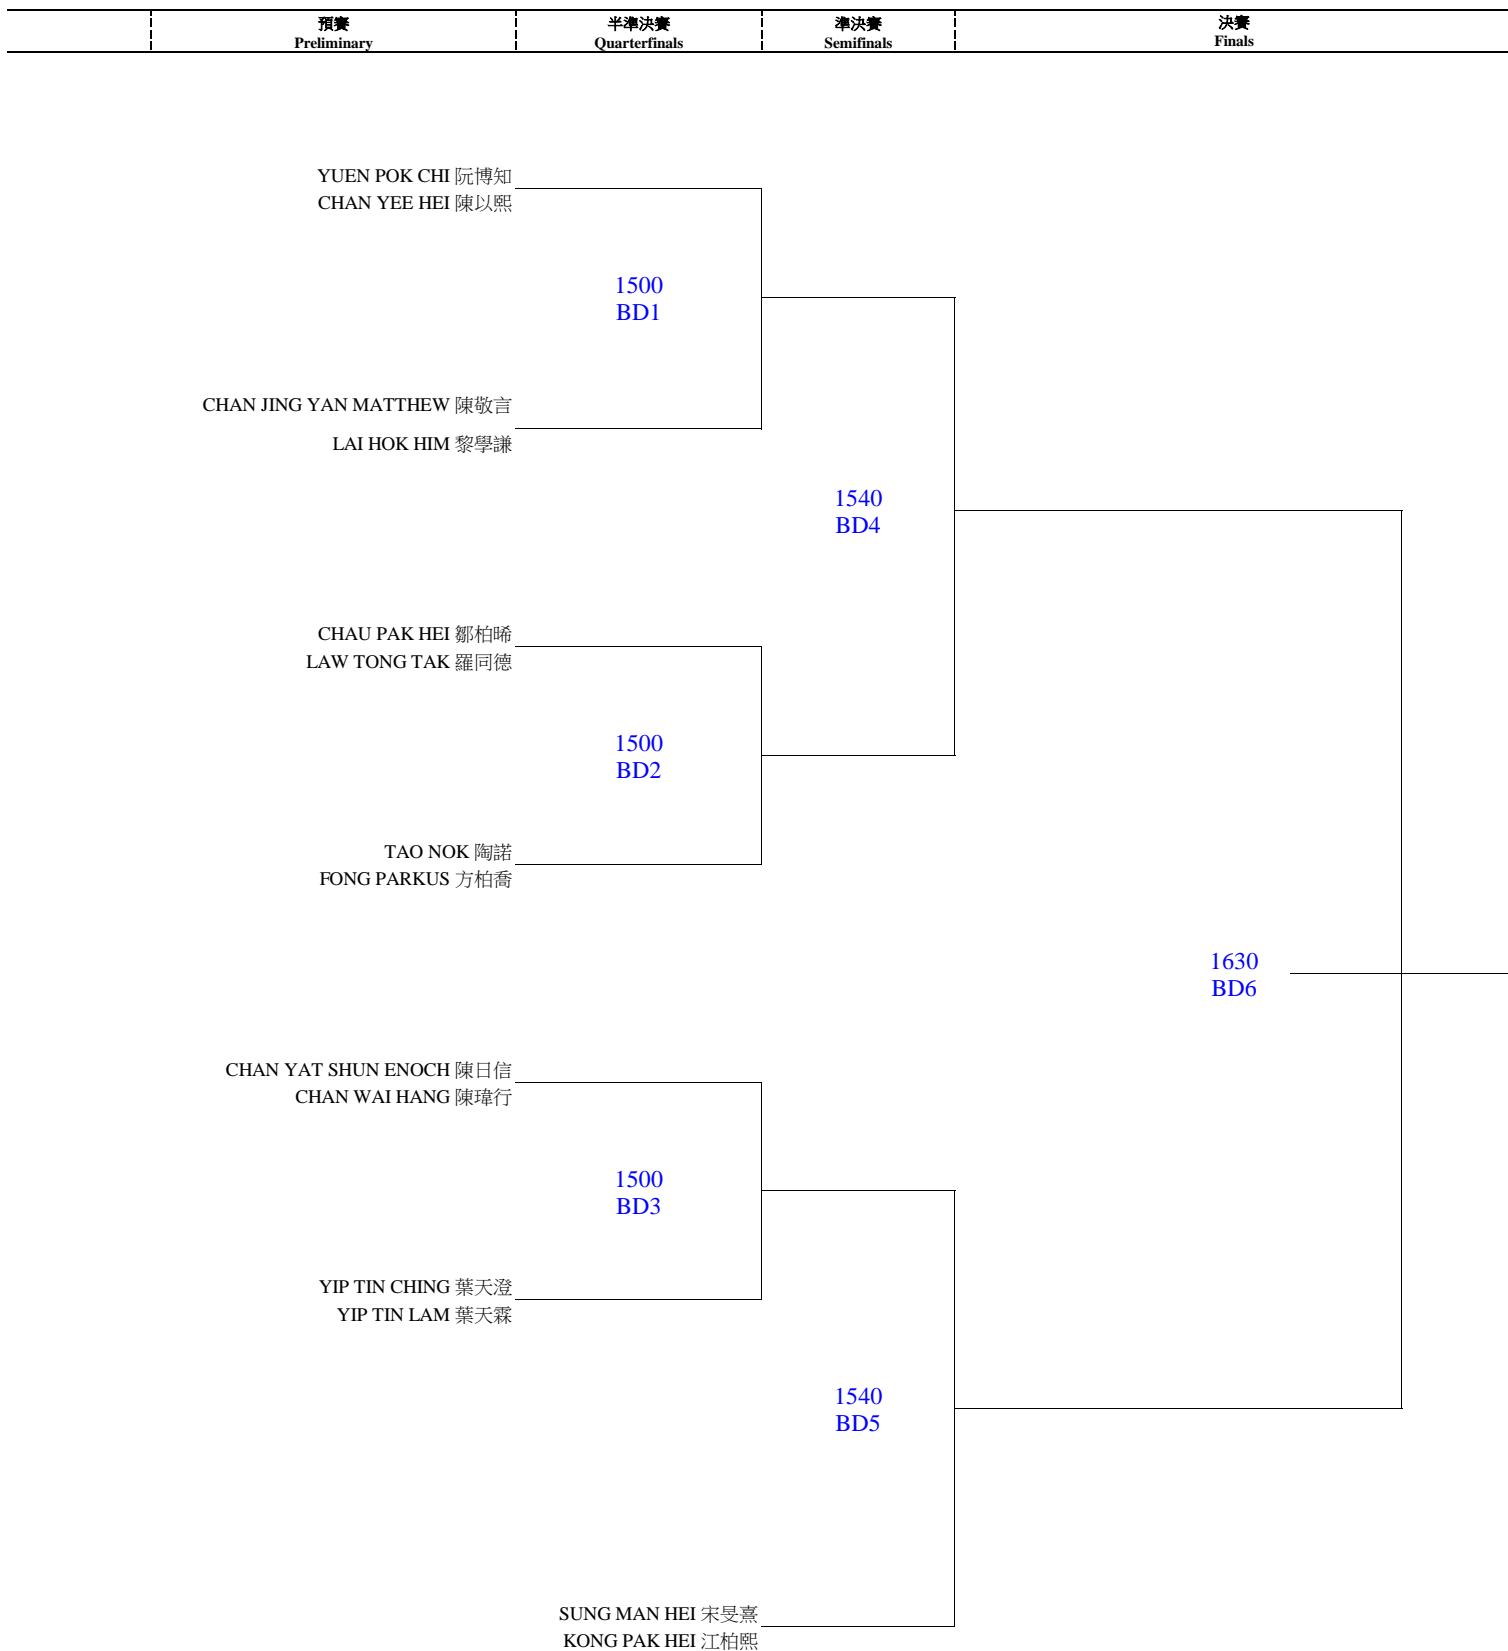 預賽 半準決賽 準決賽 決賽
Preliminary Quarterfinals Semifinals Finals
YUEN POK CHI 阮博知
CHAN YEE HEI 陳以熙
1500
BD1
CHAN JING YAN MATTHEW 陳敬言
LAI HOK HIM 黎學謙
1540
BD4
CHAU PAK HEI 鄒柏晞
LAW TONG TAK 羅同德
1500
BD2
TAO NOK 陶諾
FONG PARKUS 方柏喬
1630
BD6
CHAN YAT SHUN ENOCH 陳日信
CHAN WAI HANG 陳瑋行
1500
BD3
YIP TIN CHING 葉天澄
YIP TIN LAM 葉天霖
1540
BD5
SUNG MAN HEI 宋旻熹
KONG PAK HEI 江柏熙